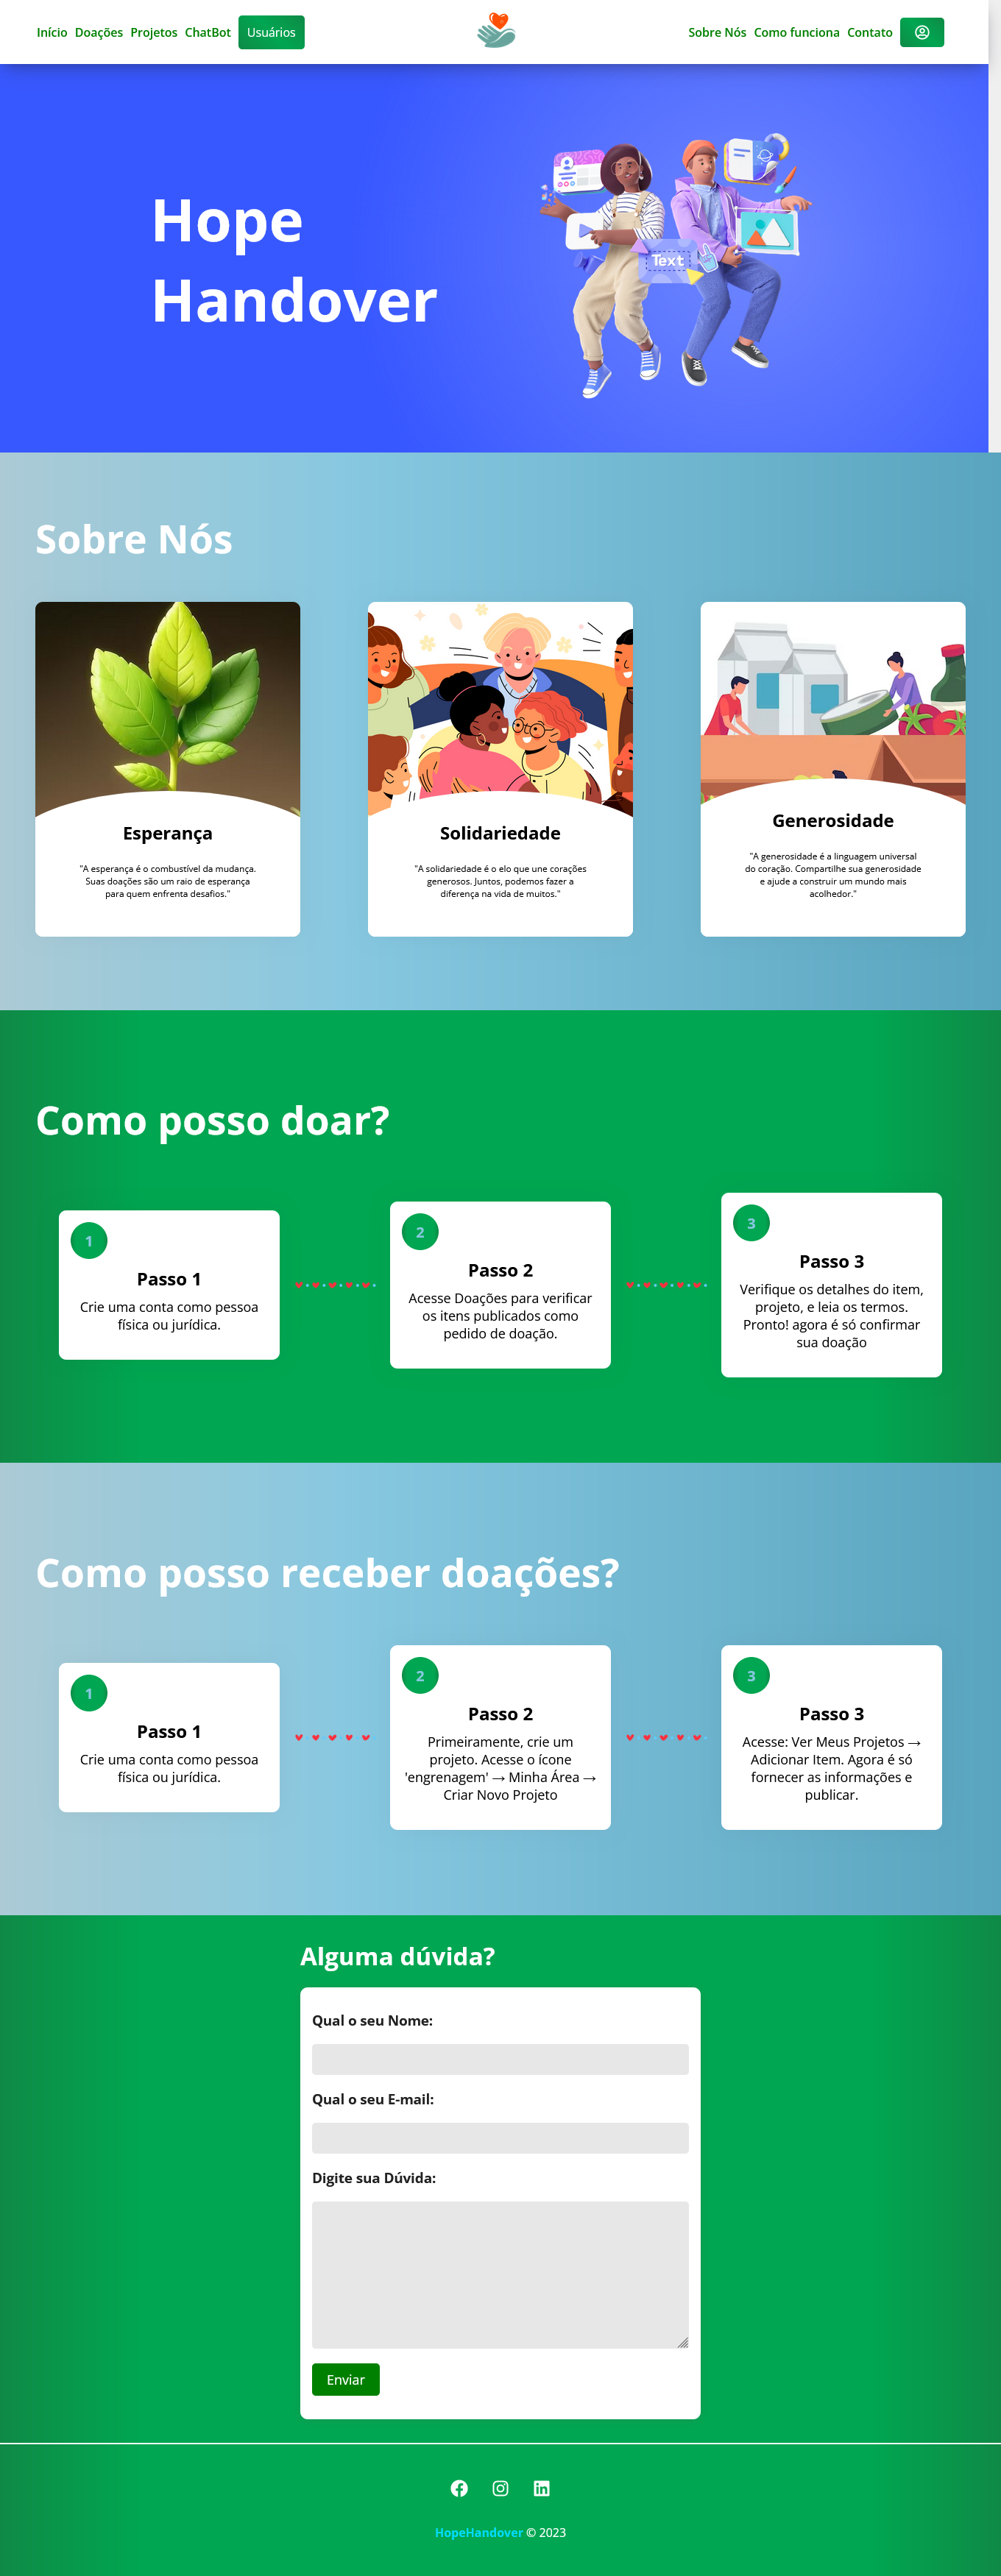 Início Doações Projetos ChatBot Usuários Sobre Nós Como funciona Contato
Hope
Handover
Text
Sobre Nós
Esperança
"A esperança é o combustível da mudança.
Suas doações são um raio de esperança
para quem enfrenta desafios."
Solidariedade
"A solidariedade é o elo que une corações
generosos. Juntos, podemos fazer a
diferença na vida de muitos."
Generosidade
"A generosidade é a linguagem universal
do coração. Compartilhe sua generosidade
e ajude a construir um mundo mais
acolhedor."
Como posso doar?
1
Passo 1
Crie uma conta como pessoa
física ou jurídica.
2
Passo 2
Acesse Doações para verificar
os itens publicados como
pedido de doação.
3
Passo 3
Verifique os detalhes do item,
projeto, e leia os termos.
Pronto! agora é só confirmar
sua doação
Como posso receber doações?
1
Passo 1
Crie uma conta como pessoa
física ou jurídica.
2
Passo 2
Primeiramente, crie um
projeto. Acesse o ícone
'engrenagem' → Minha Área →
Criar Novo Projeto
3
Passo 3
Acesse: Ver Meus Projetos →
Adicionar Item. Agora é só
fornecer as informações e
publicar.
Alguma dúvida?
Qual o seu Nome:
Qual o seu E-mail:
Digite sua Dúvida:
Enviar
HopeHandover © 2023